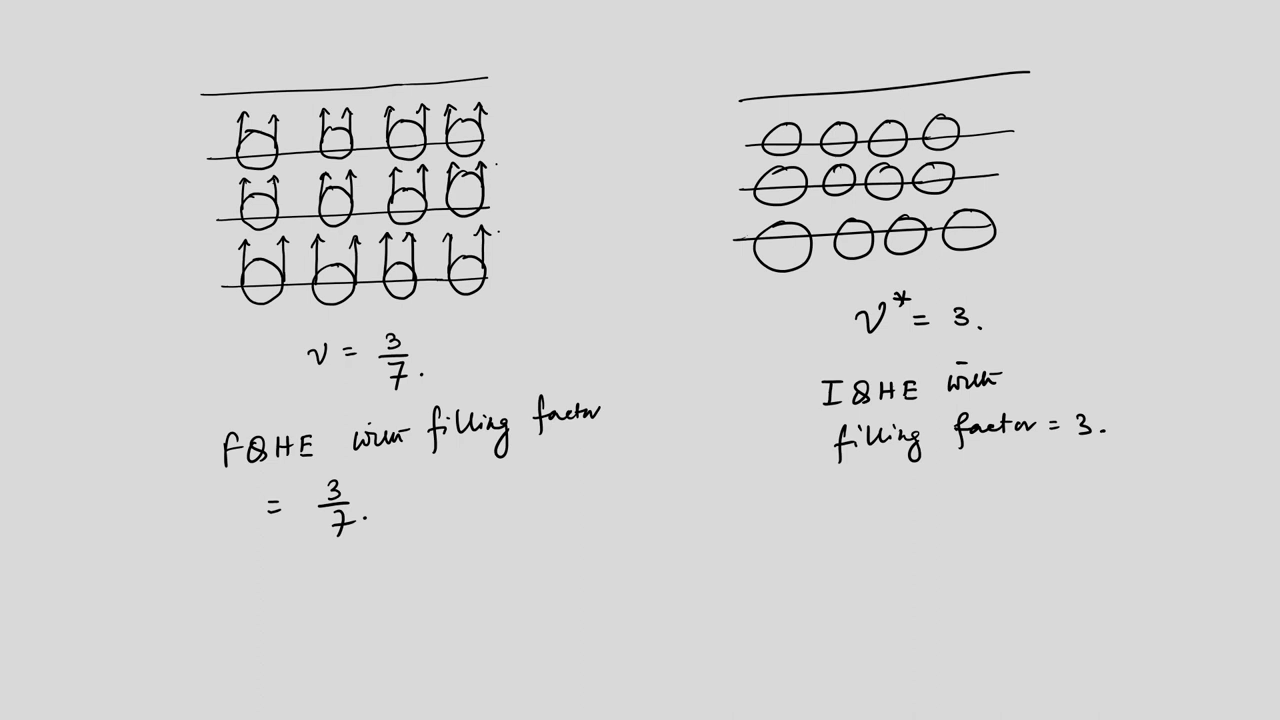 ν = 3/7.
FQHE with filling factor
= 3/7.
ν* = 3.
IQHE with
filling factor = 3.